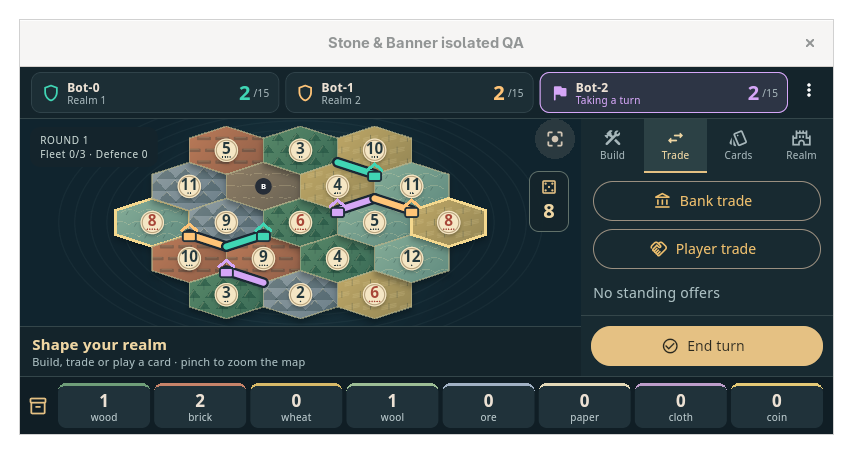 Stone & Banner isolated QA
×
Bot-0
Realm 1
2 /15
Bot-1
Realm 2
2 /15
Bot-2
Taking a turn
2 /15
ROUND 1
Fleet 0/3 · Defence 0
5 3 10
11 B 4 11
8 9 6 5 8
10 9 4 12
3 2 6
8
Build
Trade
Cards
Realm
Bank trade
Player trade
No standing offers
End turn
Shape your realm
Build, trade or play a card · pinch to zoom the map
1
wood
2
brick
0
wheat
1
wool
0
ore
0
paper
0
cloth
0
coin